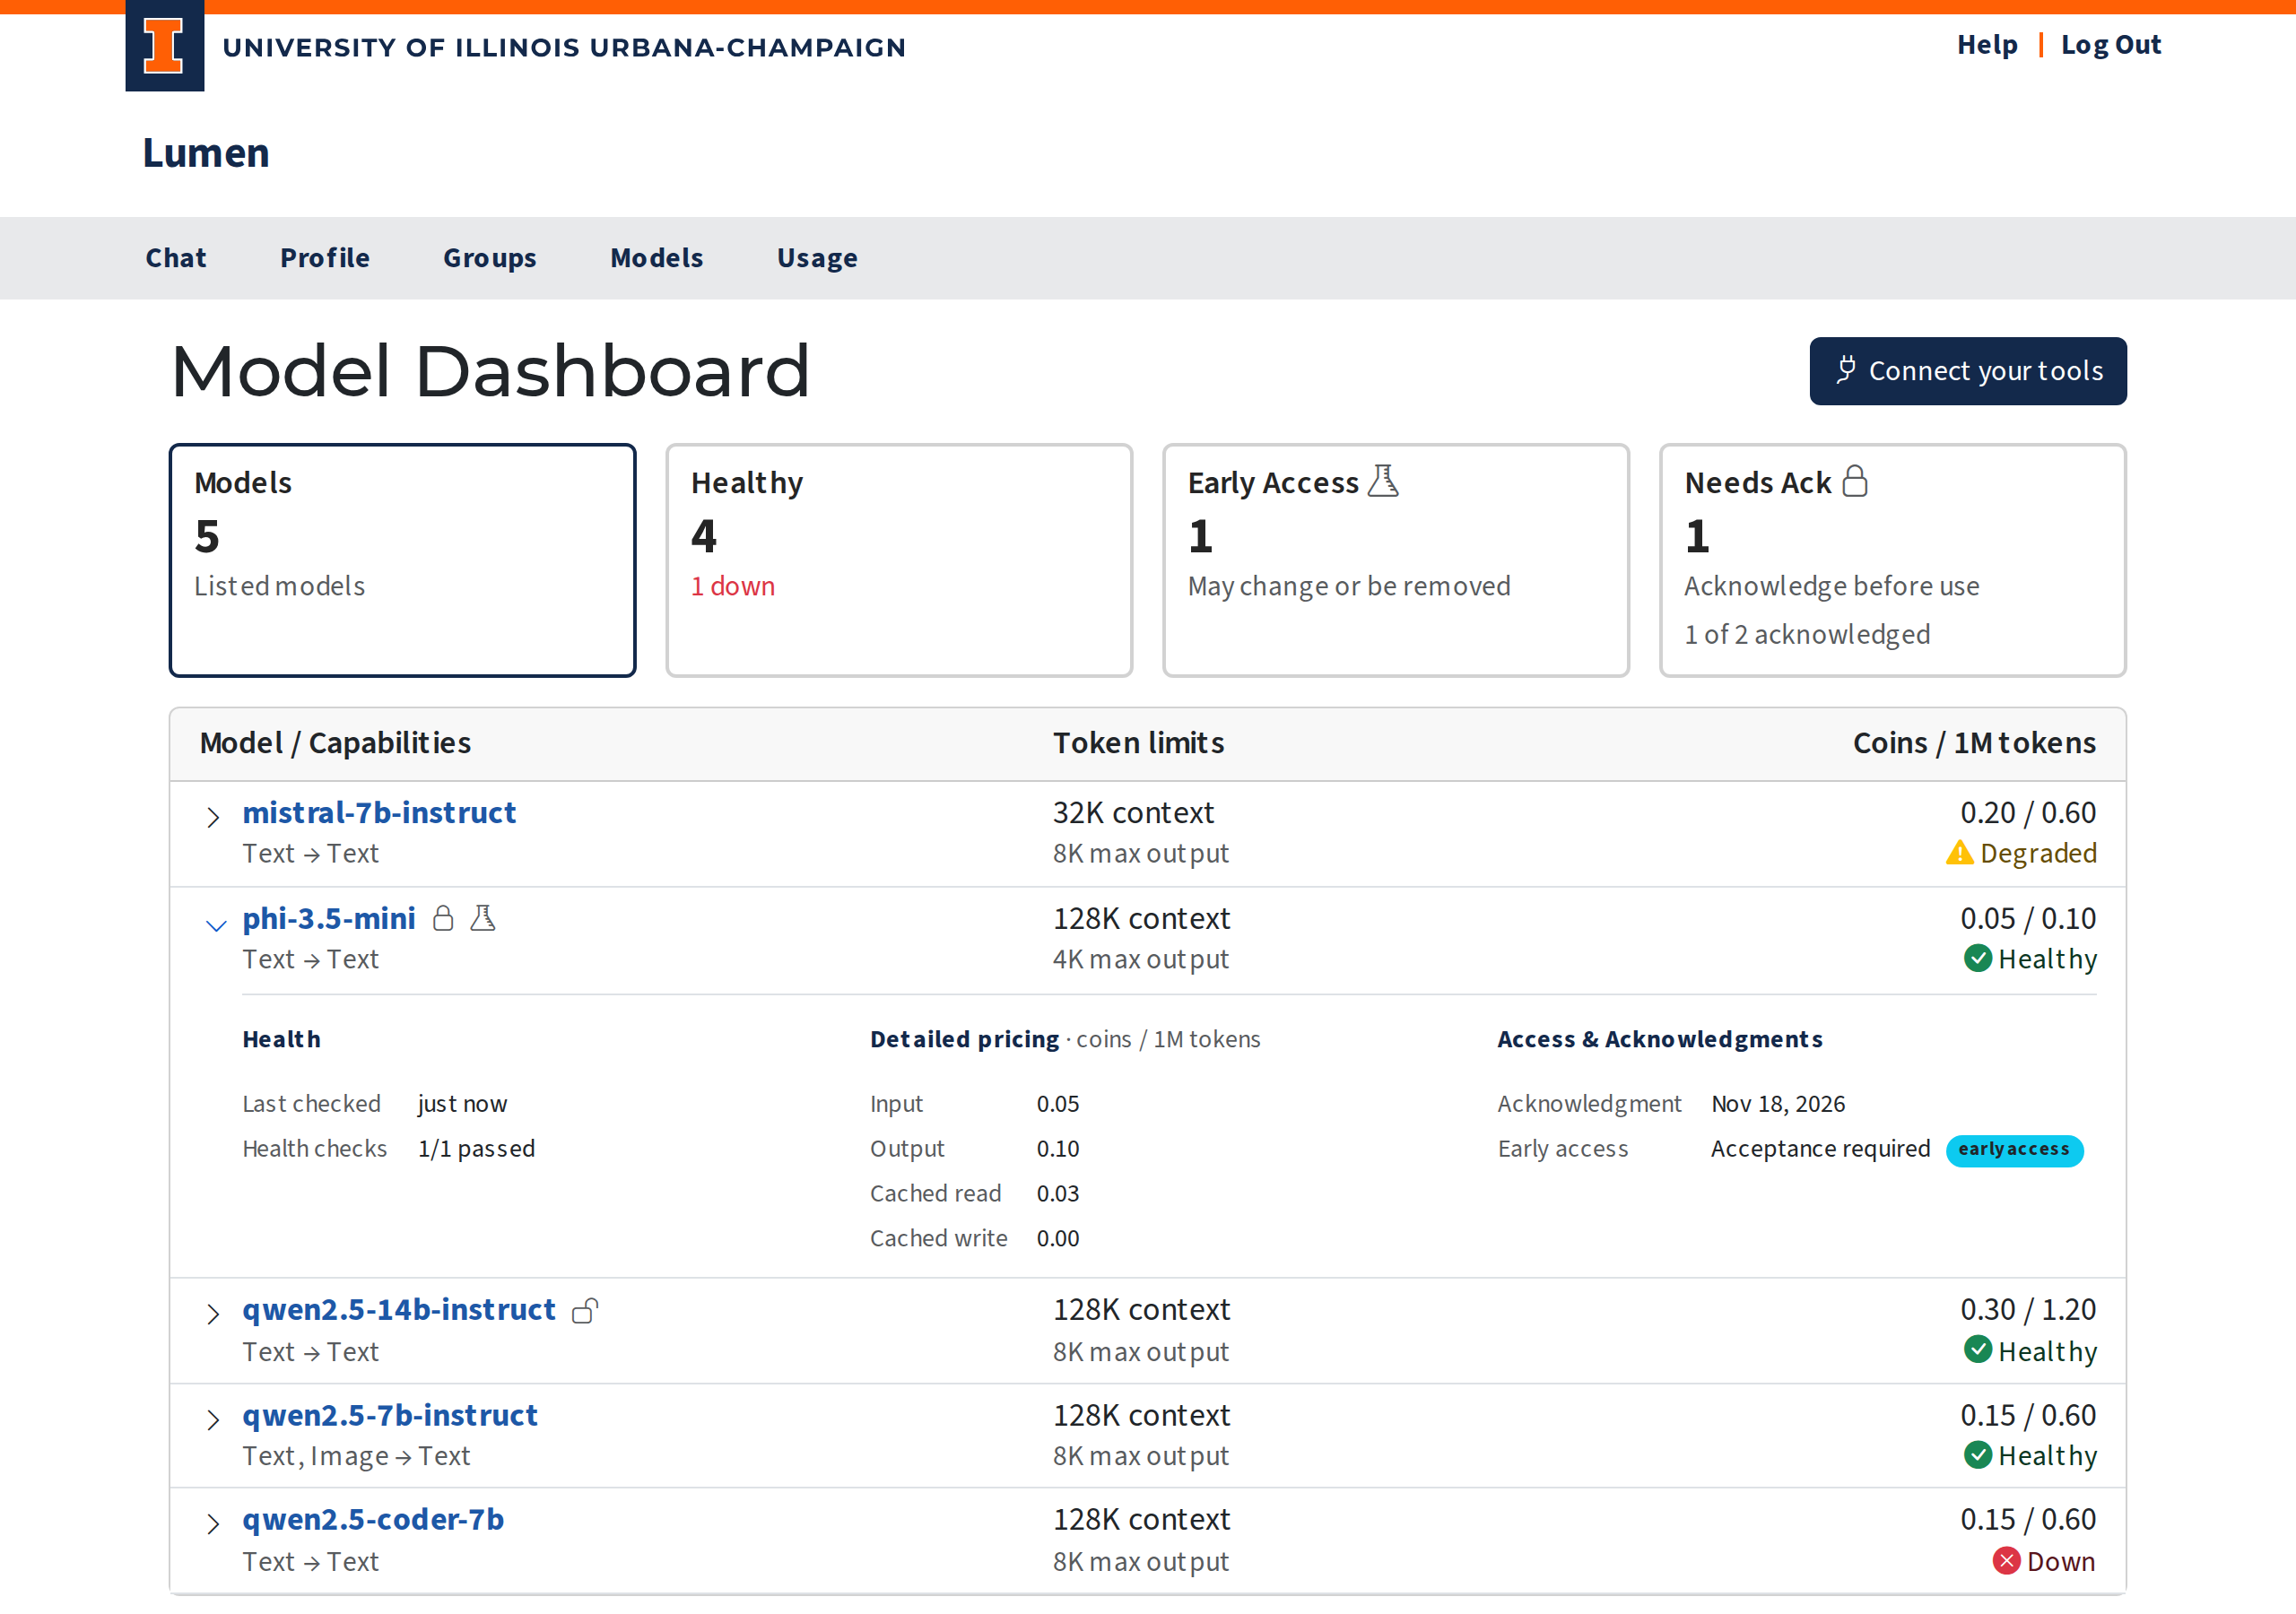 UNIVERSITY OF ILLINOIS URBANA-CHAMPAIGN
Help | Log Out
Lumen
Chat Profile Groups Models Usage
Model Dashboard
Connect your tools
Models
5
Listed models
Healthy
4
1 down
Early Access
1
May change or be removed
Needs Ack
1
Acknowledge before use
1 of 2 acknowledged
Model / Capabilities Token limits Coins / 1M tokens
mistral-7b-instruct 32K context 0.20 / 0.60
Text → Text 8K max output Degraded
phi-3.5-mini 128K context 0.05 / 0.10
Text → Text 4K max output Healthy
Health
Last checked just now
Health checks 1/1 passed
Detailed pricing · coins / 1M tokens
Input 0.05
Output 0.10
Cached read 0.03
Cached write 0.00
Access & Acknowledgments
Acknowledgment Nov 18, 2026
Early access Acceptance required early access
qwen2.5-14b-instruct 128K context 0.30 / 1.20
Text → Text 8K max output Healthy
qwen2.5-7b-instruct 128K context 0.15 / 0.60
Text, Image → Text 8K max output Healthy
qwen2.5-coder-7b 128K context 0.15 / 0.60
Text → Text 8K max output Down